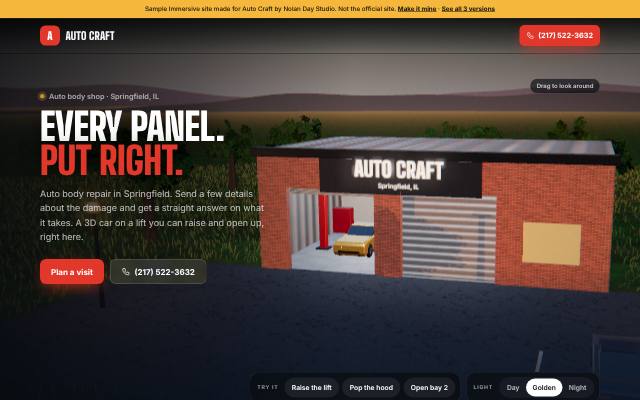 Sample Immersive site made for Auto Craft by Nolan Day Studio. Not the official site. Make it mine · See all 3 versions
A AUTO CRAFT
(217) 522-3632
Drag to look around
Auto body shop · Springfield, IL
EVERY PANEL.
PUT RIGHT.
Auto body repair in Springfield. Send a few details
about the damage and get a straight answer on what
it takes. A 3D car on a lift you can raise and open up,
right here.
Plan a visit
(217) 522-3632
AUTO CRAFT
Springfield, IL
TRY IT Raise the lift Pop the hood Open bay 2
LIGHT Day Golden Night